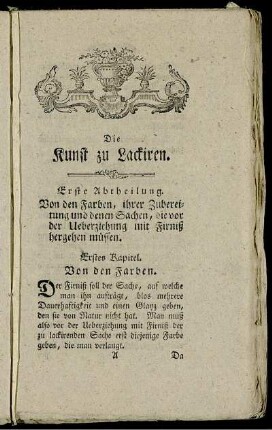 Die
Kunst zu Lackiren.
Erste Abtheilung.
Von den Farben, ihrer Zuberei-
tung und denen Sachen, die vor
der Ueberziehung mit Firniß
hergehen müssen.
Erstes Kapitel.
Von den Farben.
Der Firniß soll der Sache, auf welche
man ihn aufträgt, blos mehrere
Dauerhaftigkeit und einen Glanz geben,
den sie von Natur nicht hat. Man muß
also vor der Ueberziehung mit Firniß der
zu lackirenden Sache erst diejenige Farbe
geben, die man verlangt.
A Da